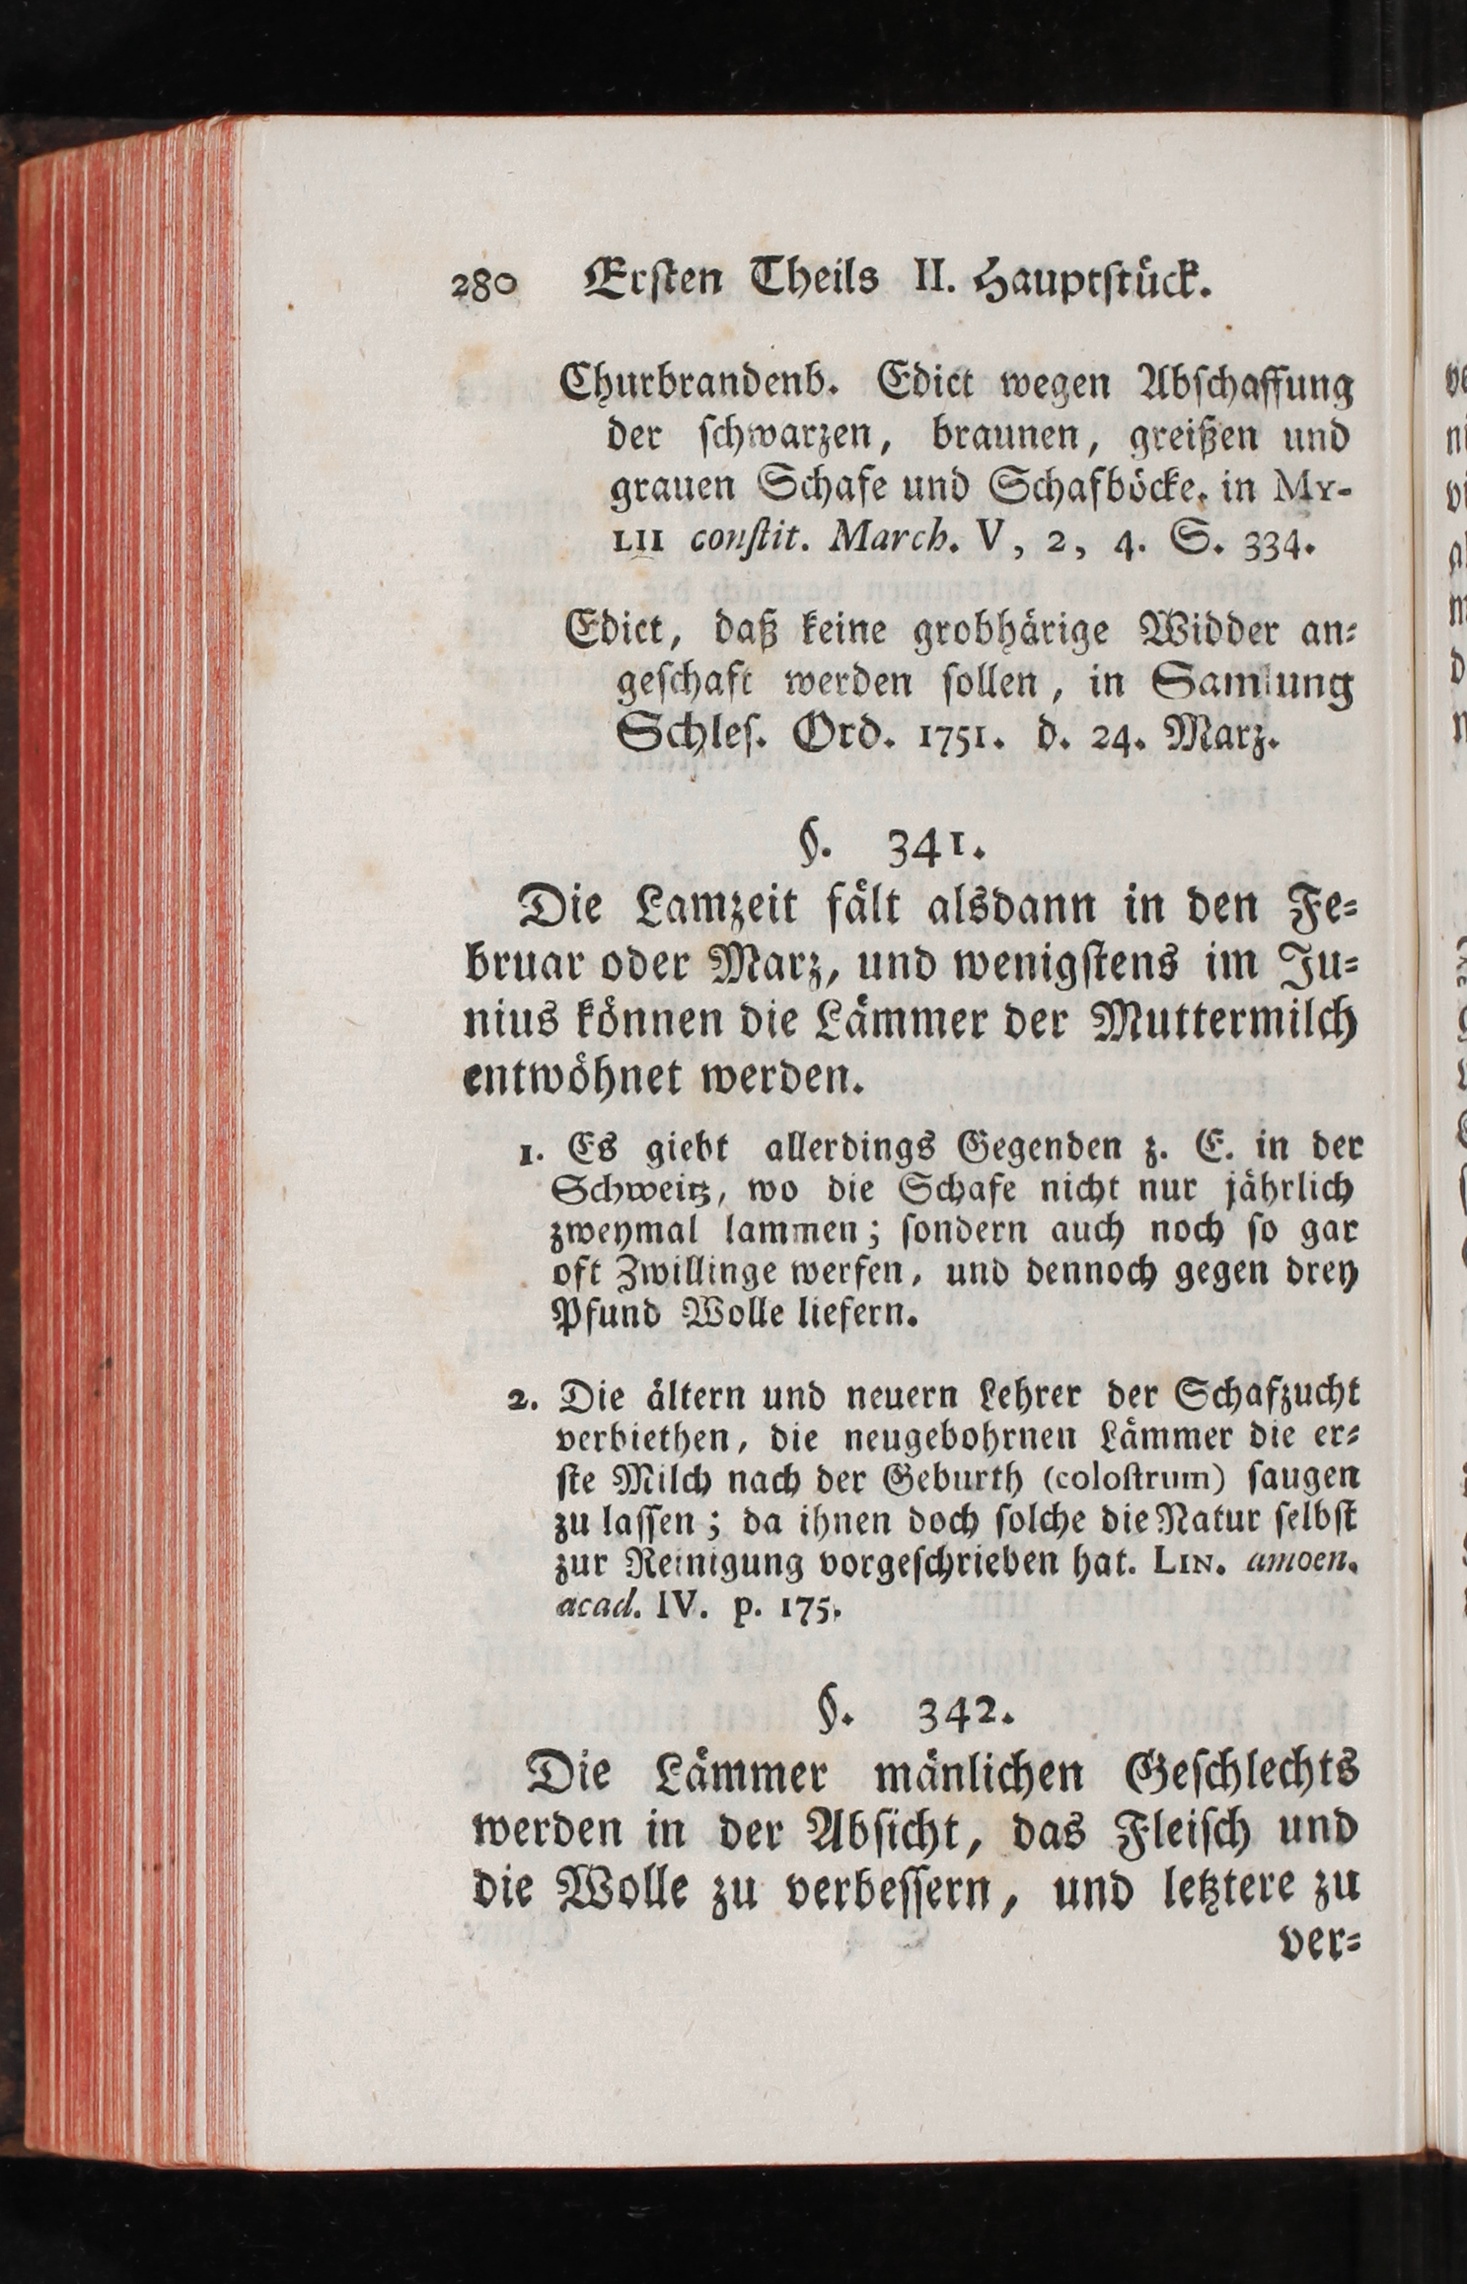 280 Erſten Theils II. Hauptſtück.
Churbrandenb. Edict wegen Abſchaffung
der ſchwarzen, braunen, greißen und
grauen Schafe und Schafböcke, in My-
lii conſtit. March. V, 2, 4. S. 334.
Edict, daß keine grobhärige Widder an-
geſchaft werden ſollen, in Samlung
Schleſ. Ord. 1751. d. 24. Marz.
§. 341.
Die Lamzeit fält alsdann in den Fe-
bruar oder Marz, und wenigſtens im Ju-
nius können die Lämmer der Muttermilch
entwöhnet werden.
1. Es giebt allerdings Gegenden z. E. in der
Schweitz, wo die Schafe nicht nur jährlich
zweymal lammen; ſondern auch noch ſo gar
oft Zwillinge werfen, und dennoch gegen drey
Pfund Wolle liefern.
2. Die ältern und neuern Lehrer der Schafzucht
verbiethen, die neugebohrnen Lämmer die er-
ſte Milch nach der Geburth (coloſtrum) ſaugen
zu laſſen; da ihnen doch ſolche die Natur ſelbſt
zur Reinigung vorgeſchrieben hat. Lin. amoen.
acad. IV. p. 175.
§. 342.
Die Lämmer mänlichen Geſchlechts
werden in der Abſicht, das Fleiſch und
die Wolle zu verbeſſern, und letztere zu
ver-